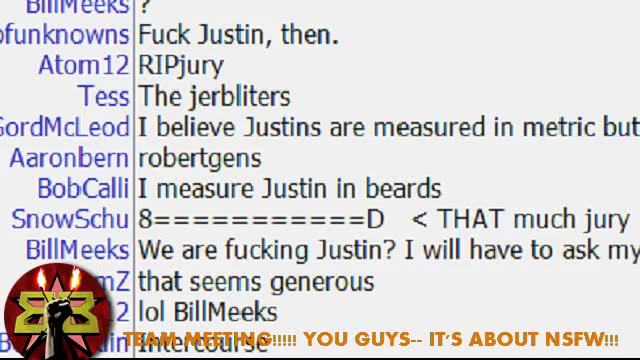 BillMeeks ?
ofunknowns Fuck Justin, then.
Atom12 RIPjury
Tess The jerbliters
GordMcLeod I believe Justins are measured in metric but
Aaronbern robertgens
BobCalli I measure Justin in beards
SnowSchu 8===========D < THAT much jury
BillMeeks We are fucking Justin? I will have to ask my
mZ that seems generous
2 lol BillMeeks
Intercourse
TEAM MEETING!!!!! YOU GUYS-- IT'S ABOUT NSFW!!!